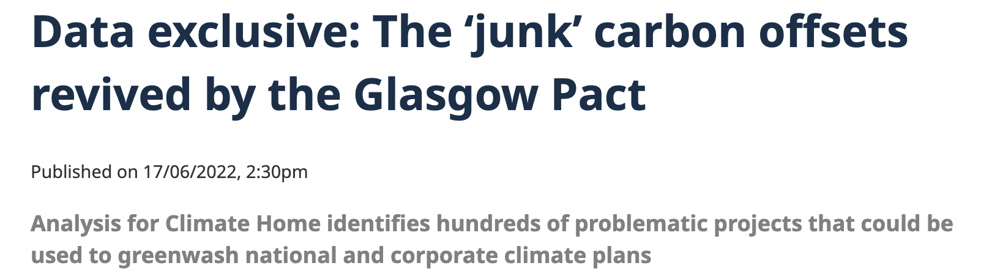 Data exclusive: The ‘junk’ carbon offsets
revived by the Glasgow Pact
Published on 17/06/2022, 2:30pm
Analysis for Climate Home identifies hundreds of problematic projects that could be
used to greenwash national and corporate climate plans